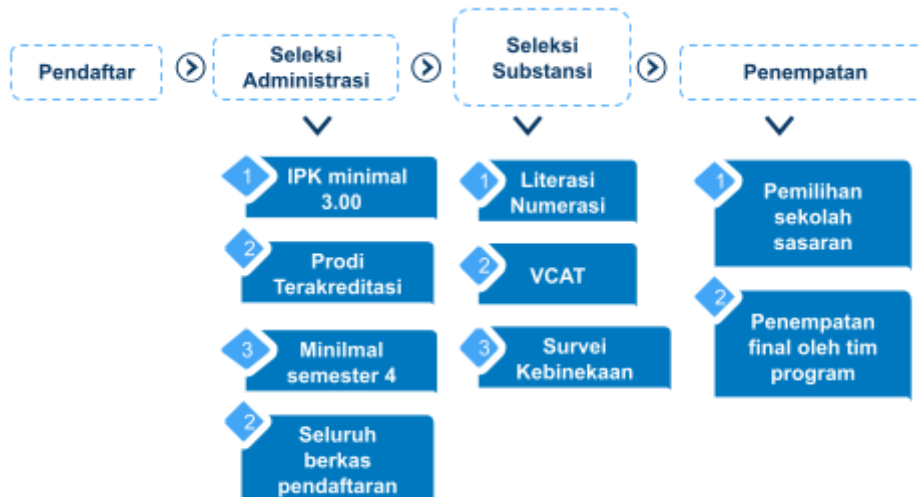 Pendaftar
Seleksi
Administrasi
Seleksi
Substansi
Penempatan
1
IPK minimal
3.00
2
Prodi
Terakreditasi
3
Minilmal
semester 4
2
Seluruh
berkas
pendaftaran
1
Literasi
Numerasi
2
VCAT
3
Survei
Kebinekaan
1
Pemilihan
sekolah
sasaran
2
Penempatan
final oleh tim
program